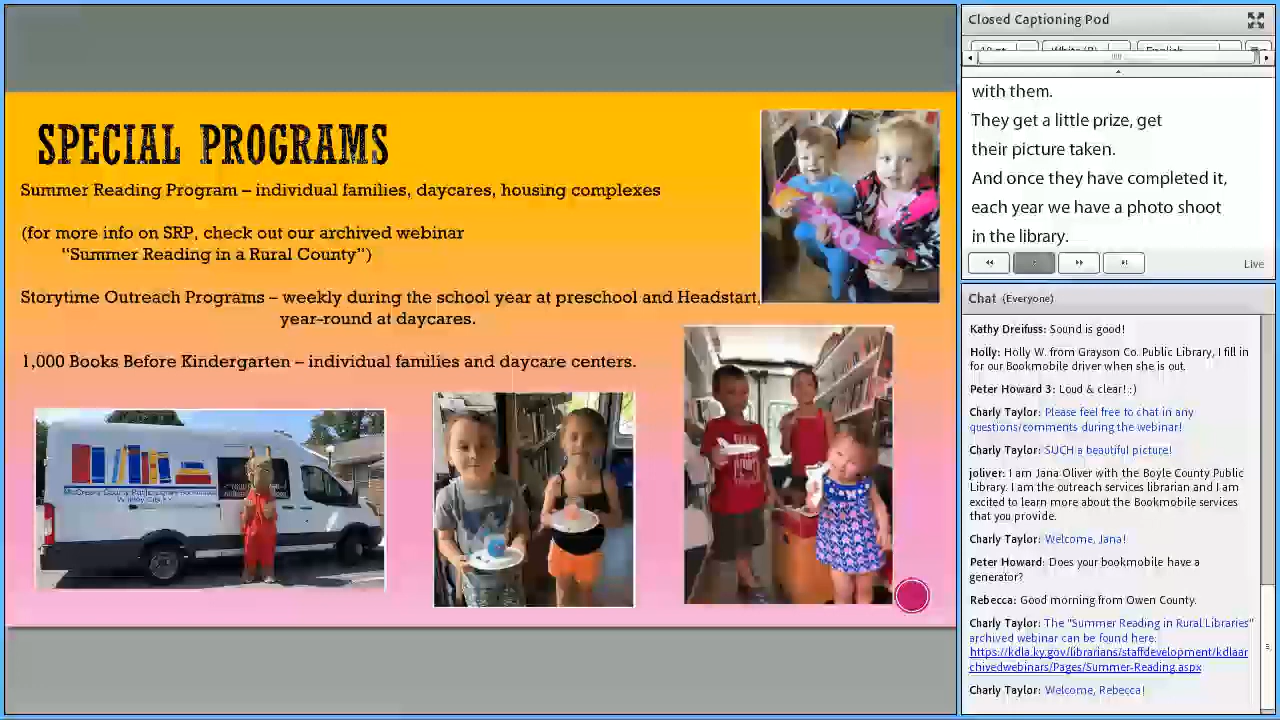 SPECIAL PROGRAMS
Summer Reading Program – individual families, daycares, housing complexes
(for more info on SRP, check out our archived webinar
"Summer Reading in a Rural County")
Storytime Outreach Programs – weekly during the school year at preschool and Headstart,
year-round at daycares.
1,000 Books Before Kindergarten – individual families and daycare centers.
Closed Captioning Pod
English
with them.
They get a little prize, get
their picture taken.
And once they have completed it,
each year we have a photo shoot
in the library.
Live
Chat (Everyone)
Kathy Dreifuss: Sound is good!
Holly: Holly W. from Grayson Co. Public Library, I fill in
for our Bookmobile driver when she is out.
Peter Howard 3: Loud & clear! :)
Charly Taylor: Please feel free to chat in any
questions/comments during the webinar!
Charly Taylor: SUCH a beautiful picture!
joliver: I am Jana Oliver with the Boyle County Public
Library. I am the outreach services librarian and I am
excited to learn more about the Bookmobile services
that you provide.
Charly Taylor: Welcome, Jana!
Peter Howard: Does your bookmobile have a
generator?
Rebecca: Good morning from Owen County.
Charly Taylor: The "Summer Reading in Rural Libraries"
archived webinar can be found here:
https://kdla.ky.gov/librarians/staffdevelopment/kdlaar
chivedwebinars/Pages/Summer-Reading.aspx
Charly Taylor: Welcome, Rebecca!